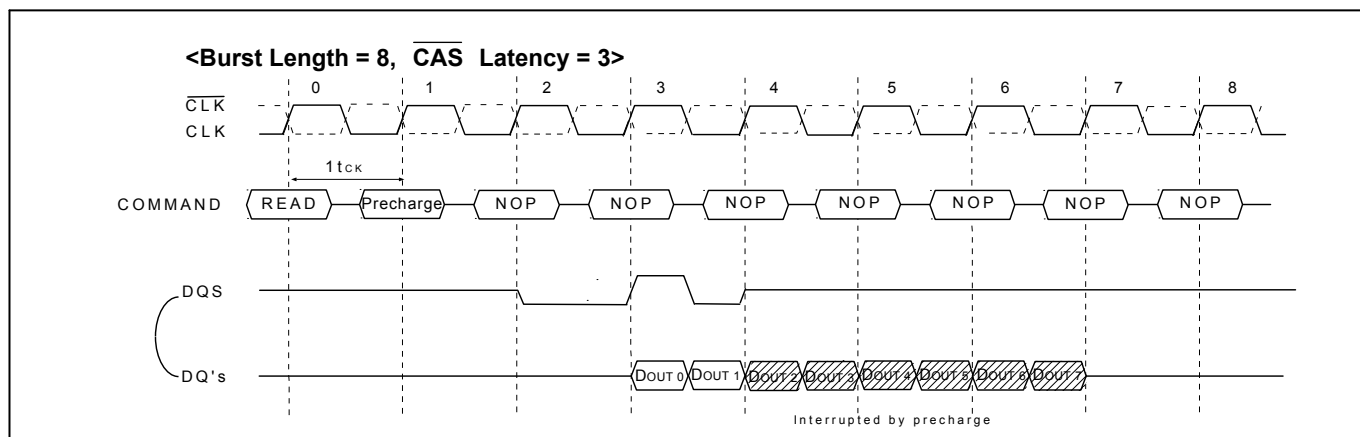 <Burst Length = 8, CAS Latency = 3>
0 1 2 3 4 5 6 7 8
CLK
CLK
1tCK
COMMAND READ Precharge NOP NOP NOP NOP NOP NOP NOP
DQS
DQ's DOUT 0 DOUT 1 DOUT 2 DOUT 3 DOUT 4 DOUT 5 DOUT 6 DOUT 7
Interrupted by precharge